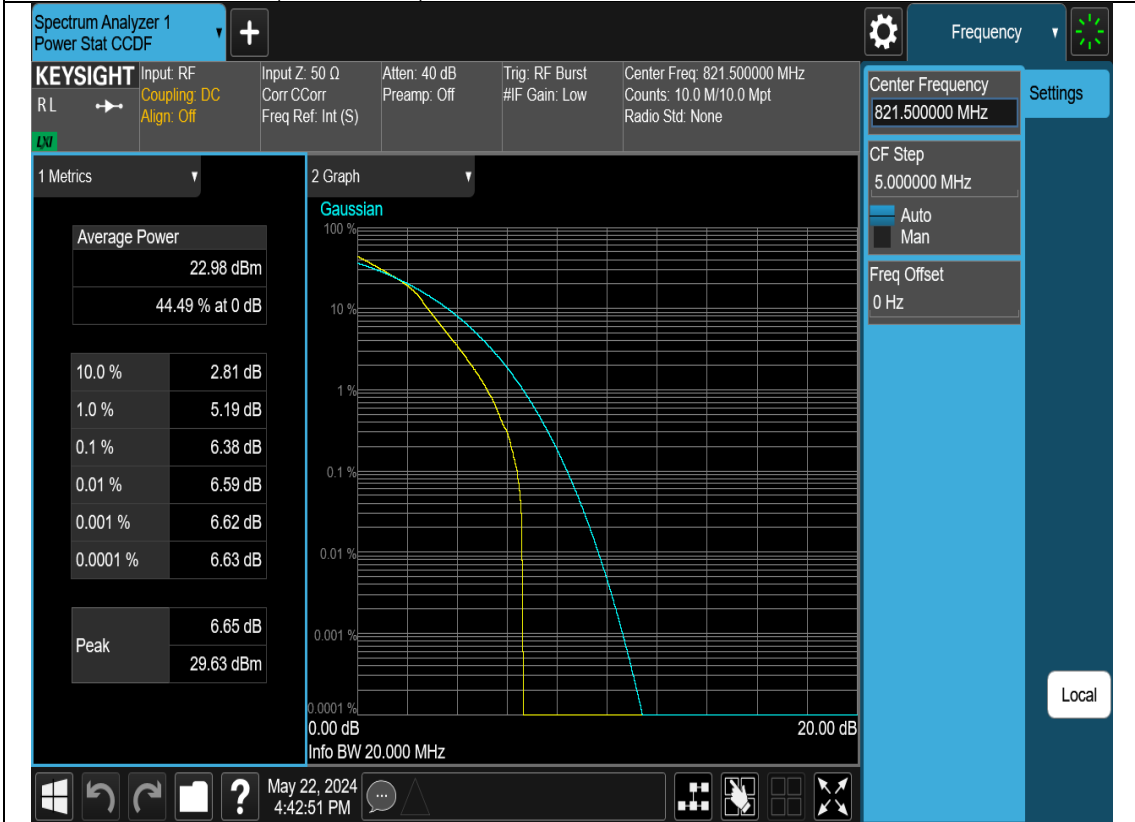 Spectrum Analyzer 1
Power Stat CCDF
+
Frequency
KEYSIGHT
RL
LXI
Input: RF
Coupling: DC
Align: Off
Input Z: 50 Ω
Corr CCorr
Freq Ref: Int (S)
Atten: 40 dB
Preamp: Off
Trig: RF Burst
#IF Gain: Low
Center Freq: 821.500000 MHz
Counts: 10.0 M/10.0 Mpt
Radio Std: None
Center Frequency
821.500000 MHz
Settings
CF Step
5.000000 MHz
Auto
Man
Freq Offset
0 Hz
1 Metrics
Average Power
22.98 dBm
44.49 % at 0 dB
10.0 % 2.81 dB
1.0 % 5.19 dB
0.1 % 6.38 dB
0.01 % 6.59 dB
0.001 % 6.62 dB
0.0001 % 6.63 dB
Peak
6.65 dB
29.63 dBm
2 Graph
Gaussian
100 %
10 %
1 %
0.1 %
0.01 %
0.001 %
0.0001 %
0.00 dB 20.00 dB
Info BW 20.000 MHz
Local
?
May 22, 2024
4:42:51 PM